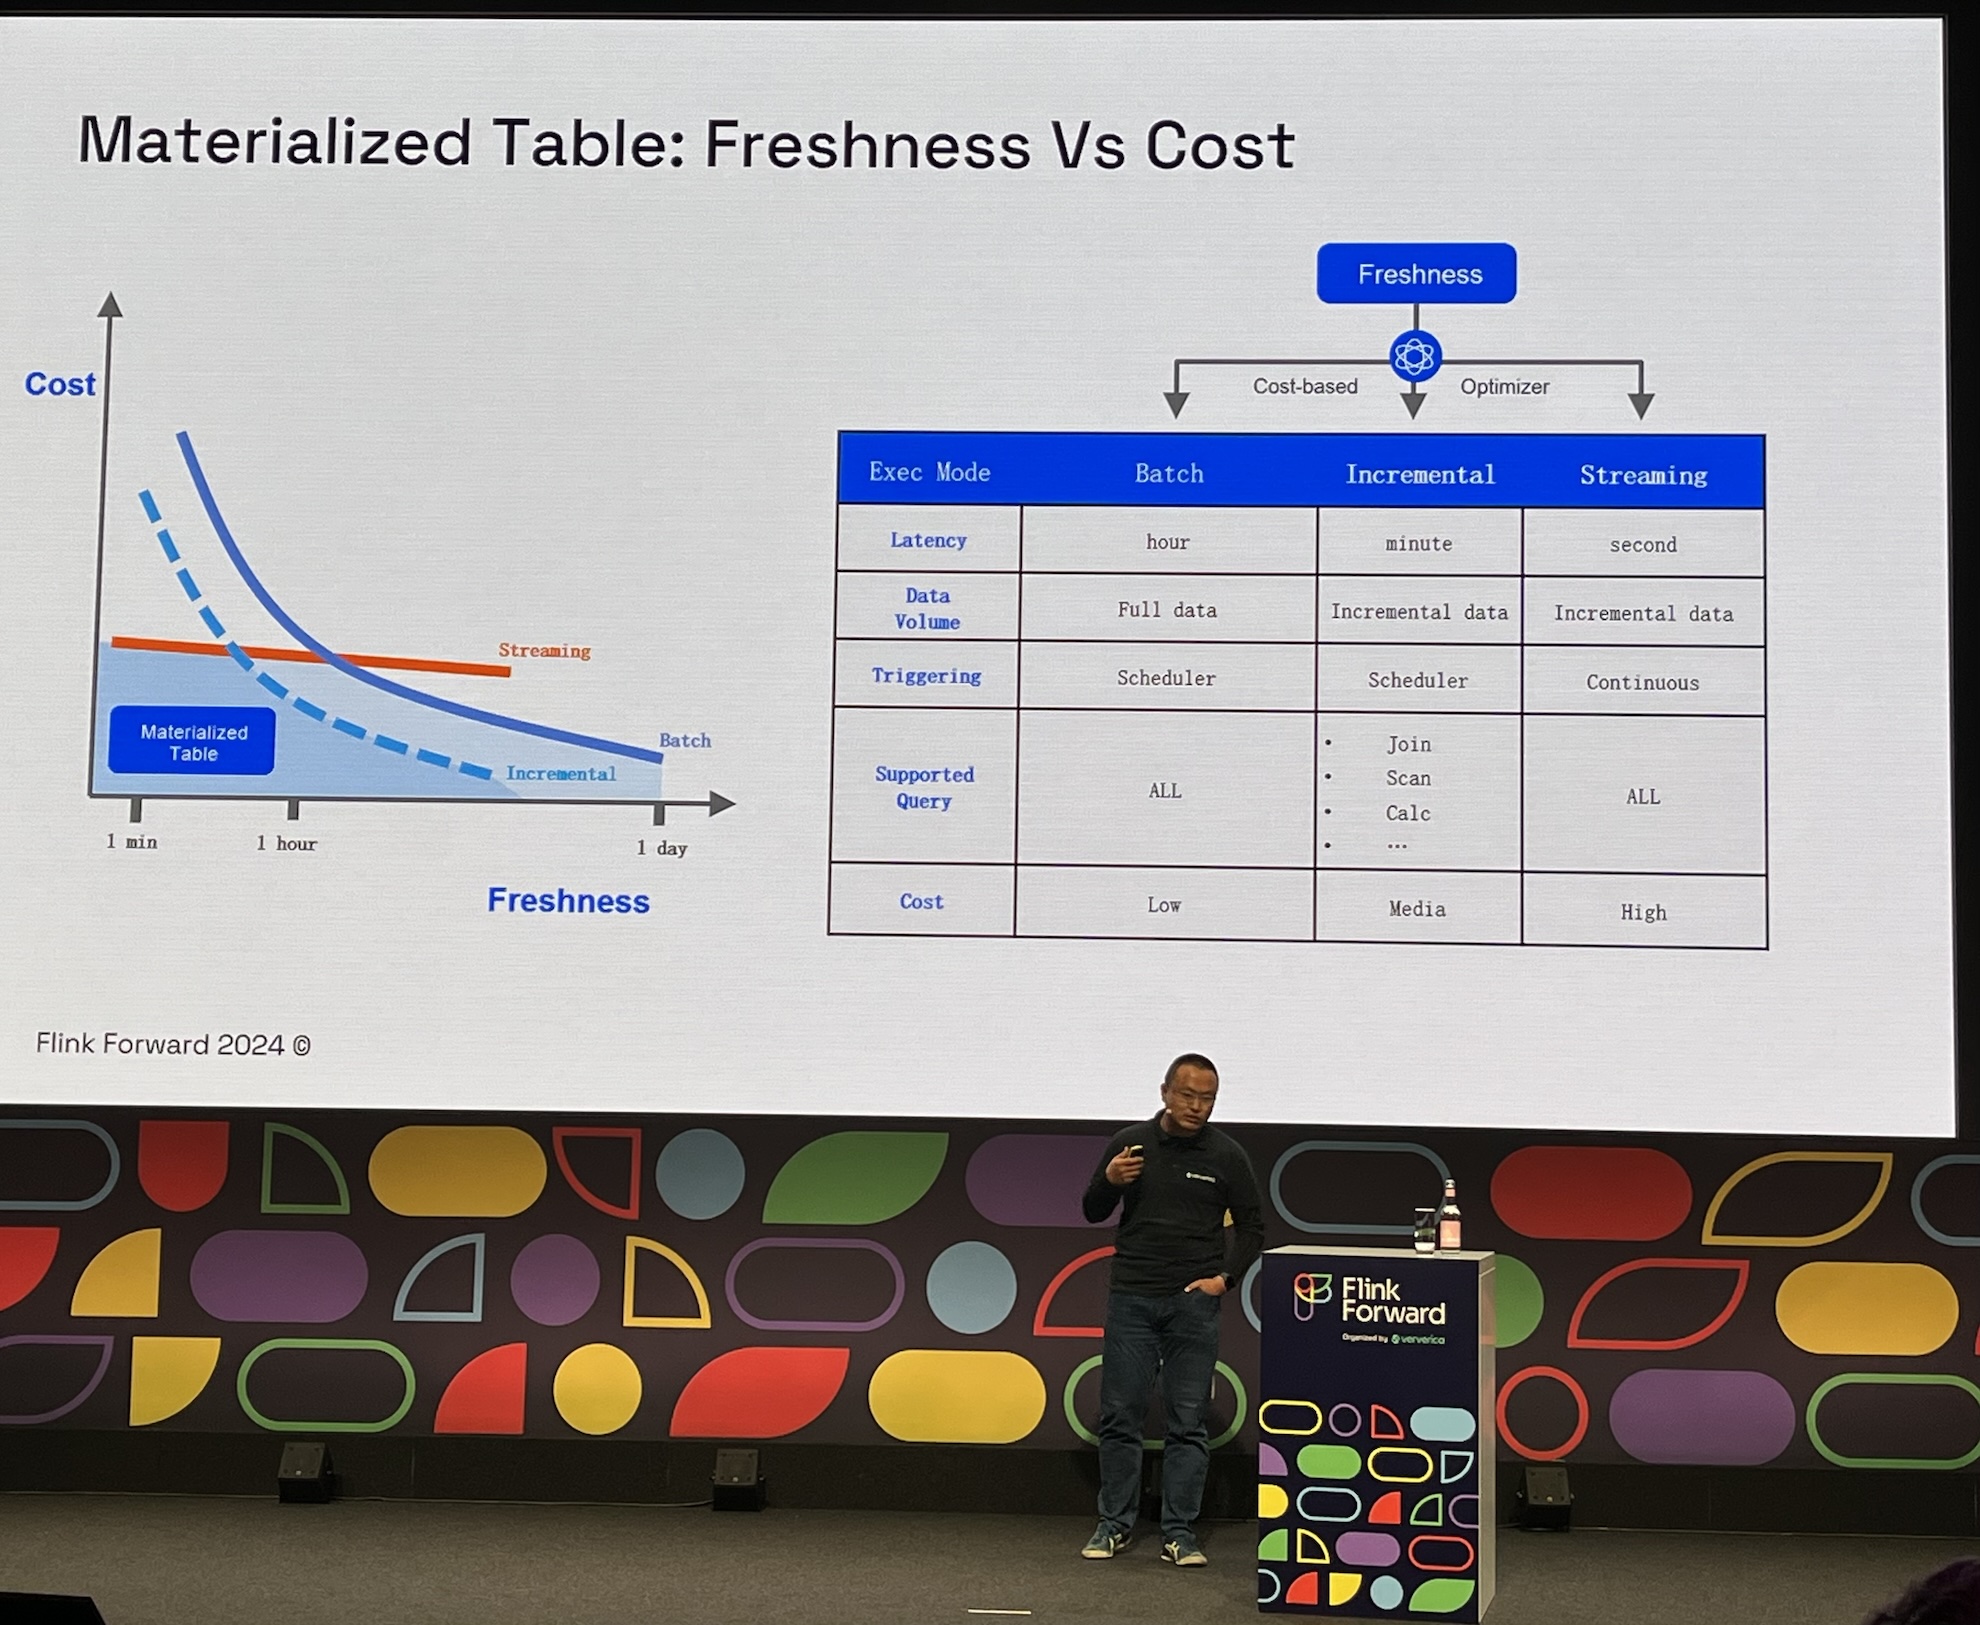 Materialized Table: Freshness Vs Cost
Cost
Streaming
Batch
Incremental
Materialized
Table
1 min
1 hour
1 day
Freshness
Freshness
Cost-based
Optimizer
Exec Mode Batch Incremental Streaming
Latency hour minute second
Data
Volume
Full data Incremental data Incremental data
Triggering Scheduler Scheduler Continuous
Supported
Query
ALL
• Join
• Scan
• Calc
• ...
ALL
Cost Low Media High
Flink Forward 2024 ©
ververica
Flink
Forward
Organized by ververica